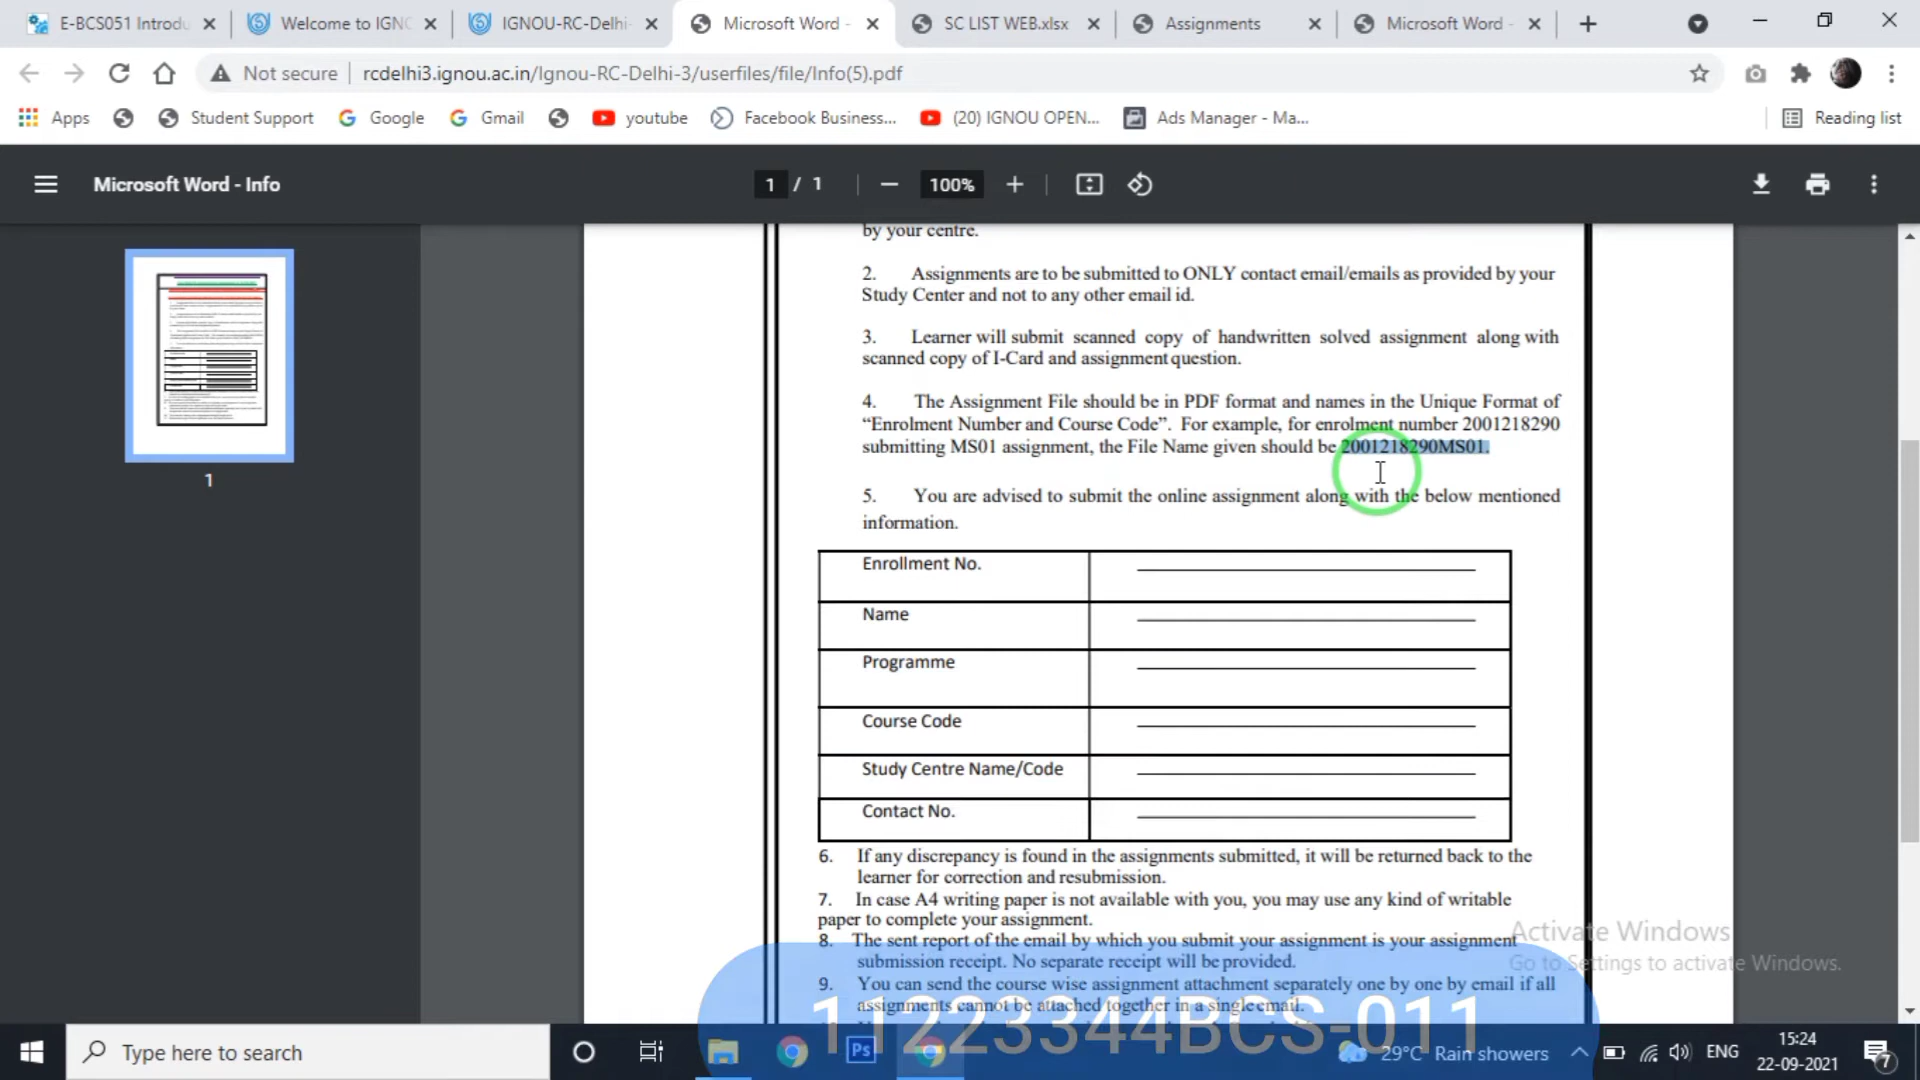 E-BCS051 Introdu
Welcome to IGNO
IGNOU-RC-Delhi-
Microsoft Word -
SC LIST WEB.xlsx
Assignments
Microsoft Word -
Not secure
rcdelhi3.ignou.ac.in/Ignou-RC-Delhi-3/userfiles/file/Info(5).pdf
Apps
Student Support
Google
Gmail
youtube
Facebook Business...
(20) IGNOU OPEN...
Ads Manager - Ma...
Reading list
Microsoft Word - Info
1 / 1
100%
by your centre.
2. Assignments are to be submitted to ONLY contact email/emails as provided by your
Study Center and not to any other email id.
3. Learner will submit scanned copy of handwritten solved assignment along with
scanned copy of I-Card and assignment question.
4. The Assignment File should be in PDF format and names in the Unique Format of
“Enrolment Number and Course Code”. For example, for enrolment number 2001218290
submitting MS01 assignment, the File Name given should be 2001218290MS01.
5. You are advised to submit the online assignment along with the below mentioned
information.
Enrollment No.
Name
Programme
Course Code
Study Centre Name/Code
Contact No.
6. If any discrepancy is found in the assignments submitted, it will be returned back to the
learner for correction and resubmission.
7. In case A4 writing paper is not available with you, you may use any kind of writable
paper to complete your assignment.
8. The sent report of the email by which you submit your assignment is your assignment
submission receipt. No separate receipt will be provided.
9. You can send the course wise assignment attachment separately one by one by email if all
assignments cannot be attached together in a single email.
1
Activate Windows
Go to Settings to activate Windows.
11223344BCS-011
Type here to search
Ps
29°C Rain showers
ENG
15:24
22-09-2021
7